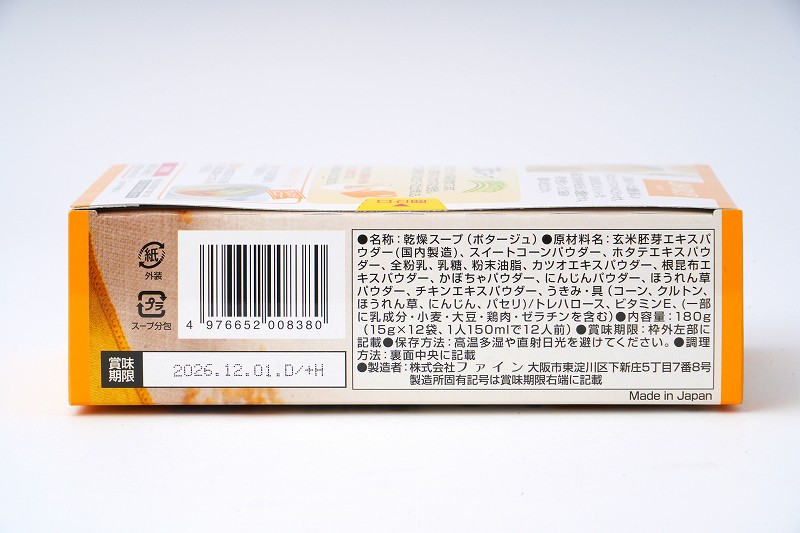 開け口
紙
外装
プラ
スープ分包
4 976652 008380
賞味期限
2026.12.01.D/+H
●名称：乾燥スープ（ポタージュ）●原材料名：玄米胚芽エキスパ
ウダー（国内製造）、スイートコーンパウダー、ホタテエキスパウ
ダー、全粉乳、乳糖、粉末油脂、カツオエキスパウダー、根昆布エ
キスパウダー、かぼちゃパウダー、にんじんパウダー、ほうれん草
パウダー、チキンエキスパウダー、うきみ・具（コーン、クルトン、
ほうれん草、にんじん、パセリ）/トレハロース、ビタミンE、（一部
に乳成分・小麦・大豆・鶏肉・ゼラチンを含む）●内容量：180g
（15g×12袋、1人150mlで12人前）●賞味期限：枠外左部に
記載●保存方法：高温多湿や直射日光を避けてください。●調理
方法：裏面中央に記載
●製造者：株式会社ファイン 大阪市東淀川区下新庄5丁目7番8号
製造所固有記号は賞味期限右端に記載
Made in Japan